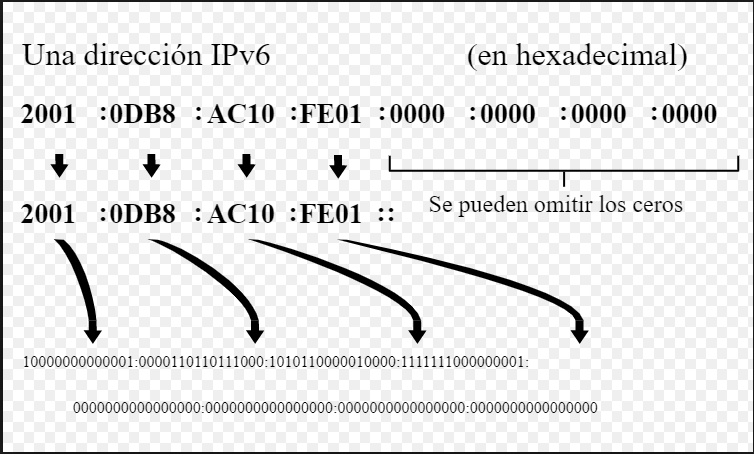 Una dirección IPv6 (en hexadecimal)
2001 :0DB8 : AC10 :FE01 :0000 :0000 :0000 :0000
2001 :0DB8 : AC10 :FE01 ::
Se pueden omitir los ceros
10000000000001:0000110110111000:1010110000010000:1111111000000001:
0000000000000000:0000000000000000:0000000000000000:0000000000000000